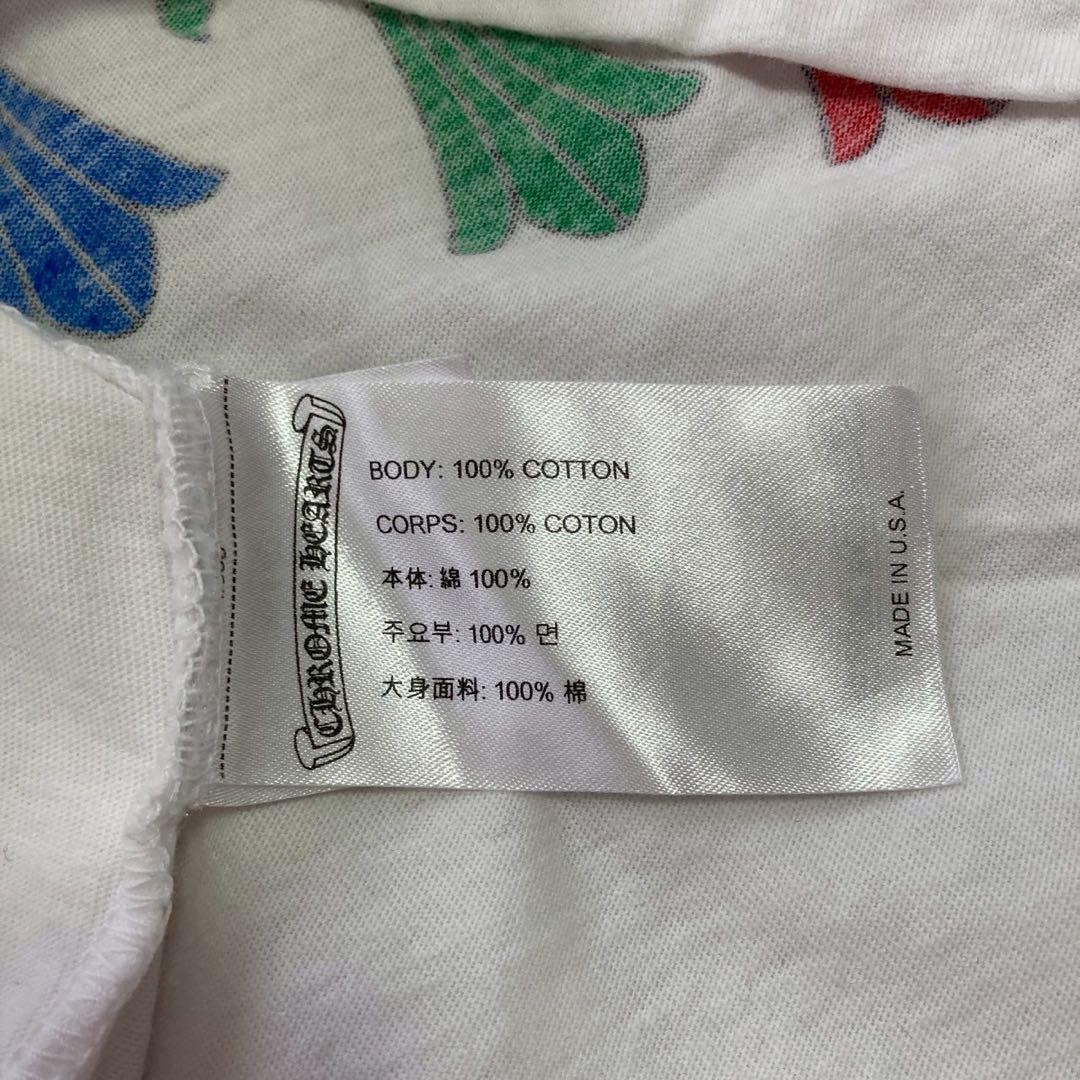 CHROME HEARTS
BODY: 100% COTTON
CORPS: 100% COTON
本体: 綿 100%
주요부: 100% 면
大身面料: 100% 棉
MADE IN U.S.A.